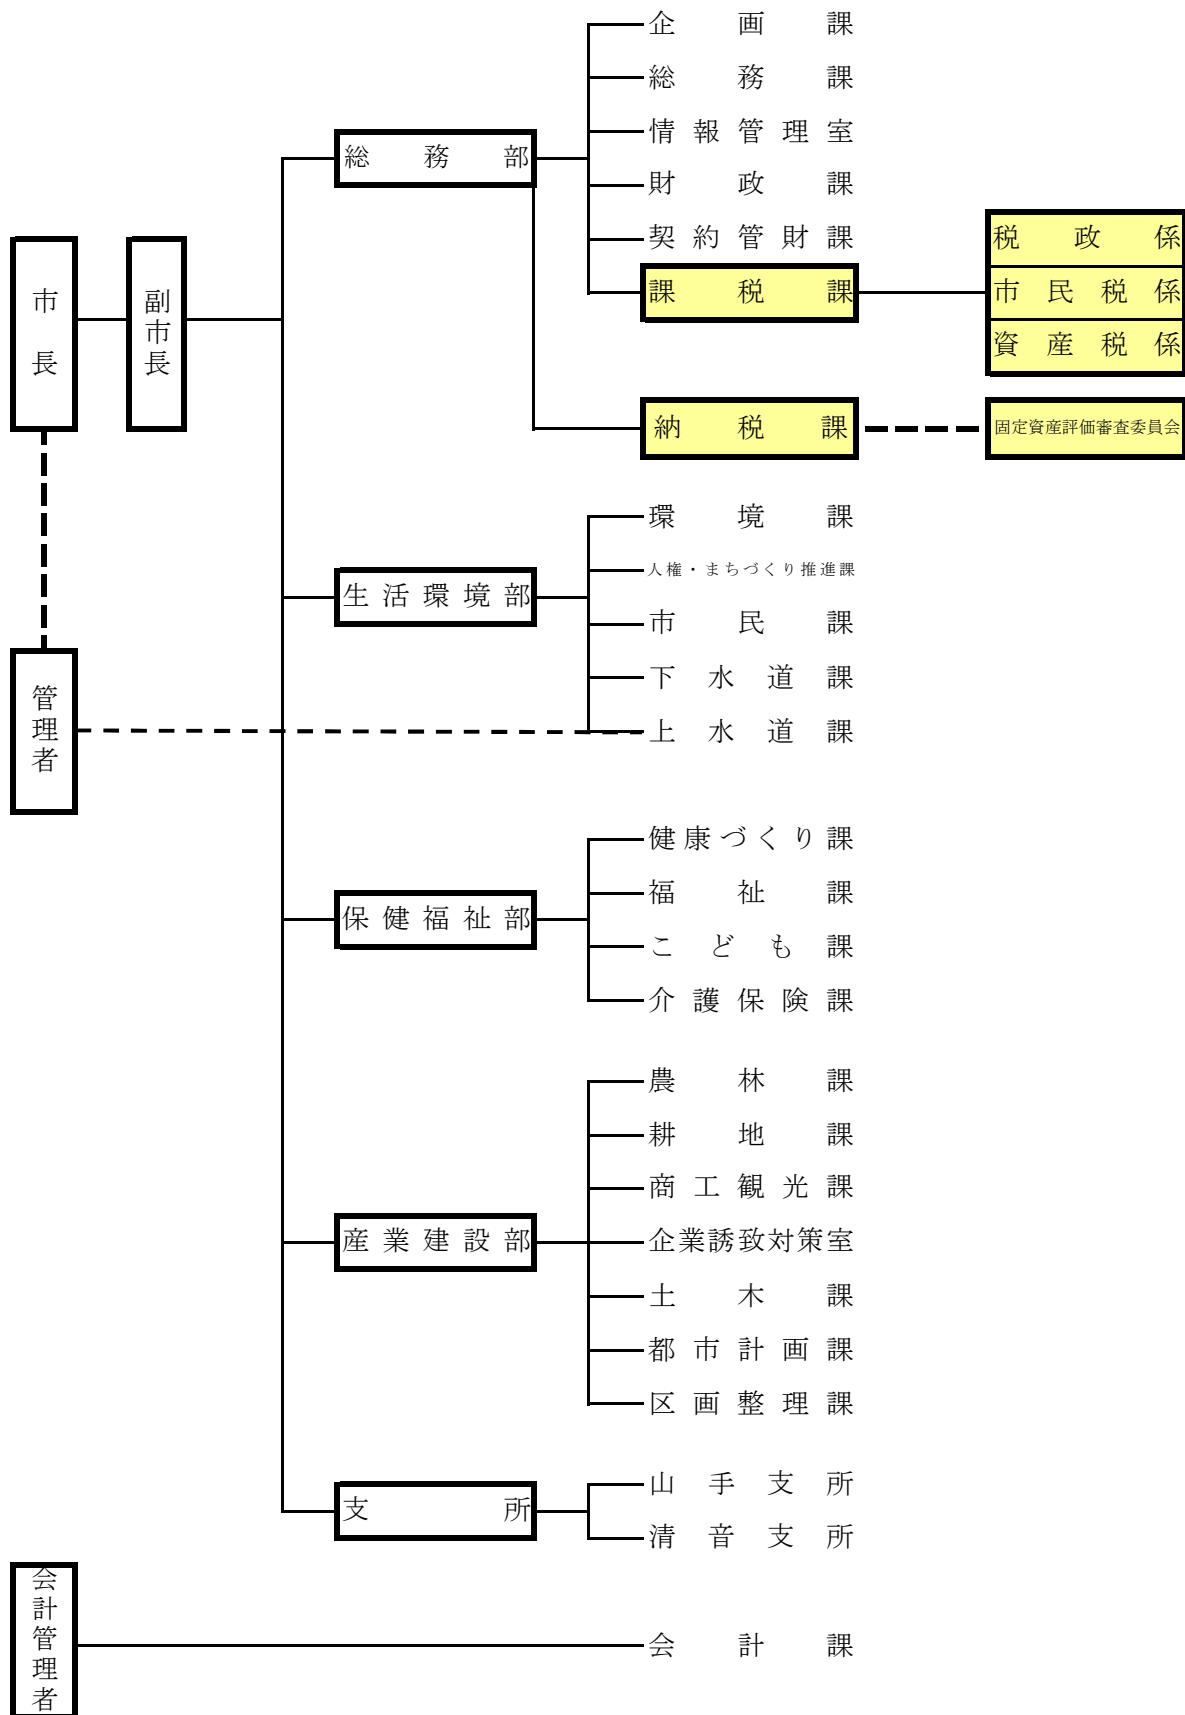 企画課
総務課
情報管理室
総務部
財政課
契約管財課
税政係
課税課
市民税係
資産税係
市長
副市長
納税課
固定資産評価審査委員会
環境課
人権・まちづくり推進課
生活環境部
市民課
下水道課
管理者
上水道課
健康づくり課
福祉課
保健福祉部
こども課
介護保険課
農林課
耕地課
商工観光課
産業建設部
企業誘致対策室
土木課
都市計画課
区画整理課
支所
山手支所
清音支所
会計管理者
会計課